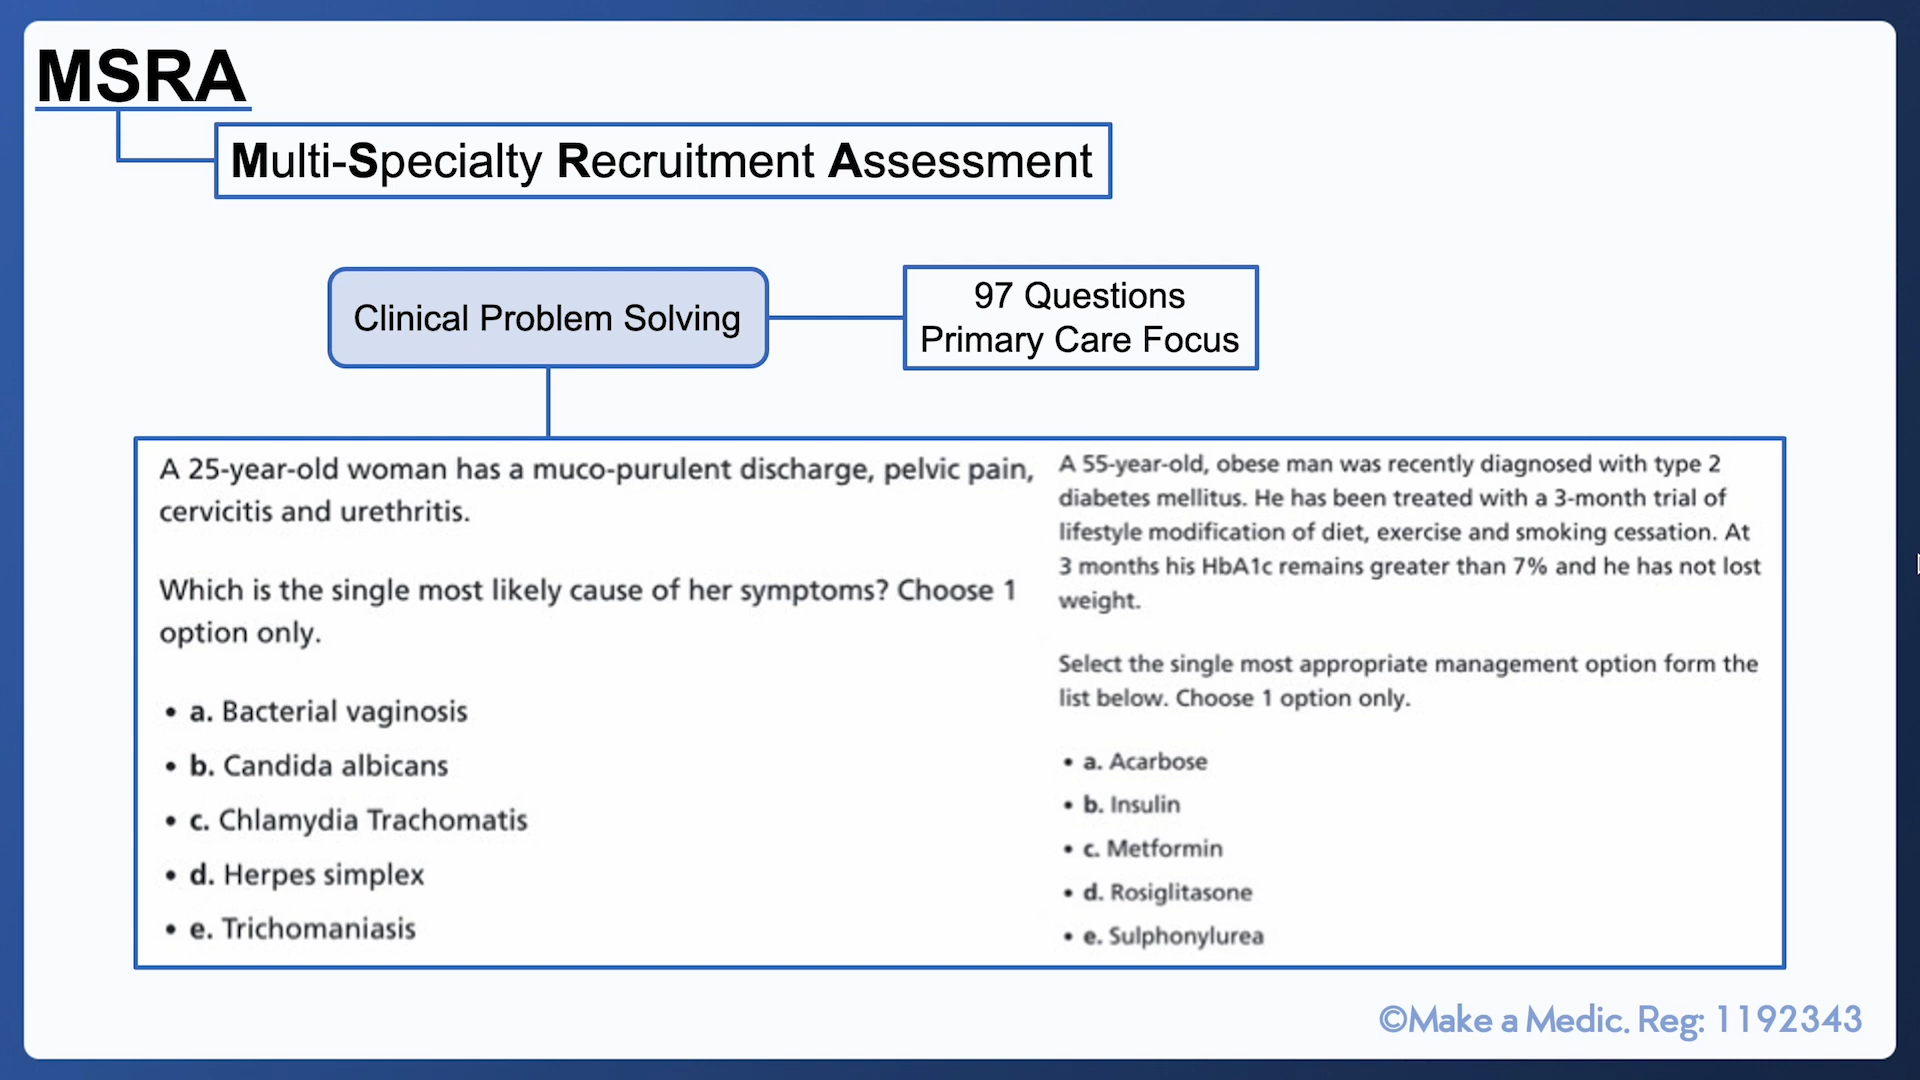 MSRA
Multi-Specialty Recruitment Assessment
Clinical Problem Solving
97 Questions
Primary Care Focus
A 25-year-old woman has a muco-purulent discharge, pelvic pain,
cervicitis and urethritis.
Which is the single most likely cause of her symptoms? Choose 1
option only.
• a. Bacterial vaginosis
• b. Candida albicans
• c. Chlamydia Trachomatis
• d. Herpes simplex
• e. Trichomaniasis
A 55-year-old, obese man was recently diagnosed with type 2
diabetes mellitus. He has been treated with a 3-month trial of
lifestyle modification of diet, exercise and smoking cessation. At
3 months his HbA1c remains greater than 7% and he has not lost
weight.
Select the single most appropriate management option form the
list below. Choose 1 option only.
• a. Acarbose
• b. Insulin
• c. Metformin
• d. Rosiglitasone
• e. Sulphonylurea
©Make a Medic. Reg: 1192343